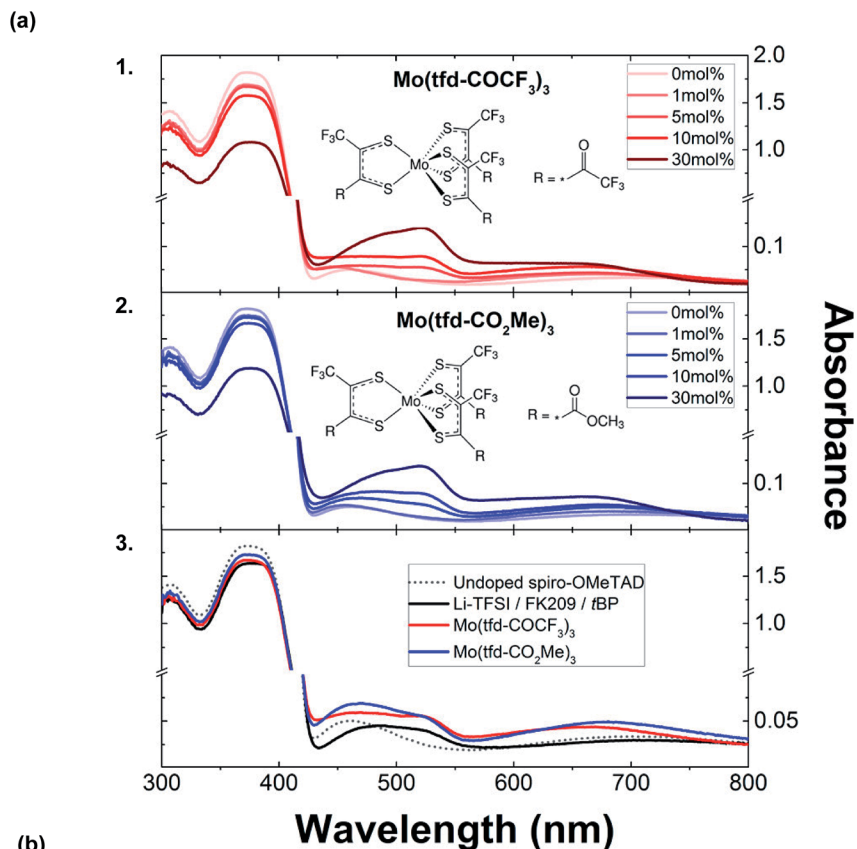 (a)
1.
Mo(tfd-COCF₃)₃
0mol%
1mol%
5mol%
10mol%
30mol%
2.0
1.5
1.0
0.1
F₃C
S
S
R
Mo
S
CF₃
S
S
CF₃
S
R
R
R =
*
O
CF₃
2.
Mo(tfd-CO₂Me)₃
0mol%
1mol%
5mol%
10mol%
30mol%
1.5
1.0
0.1
F₃C
S
S
R
Mo
S
CF₃
S
S
CF₃
S
R
R
R =
*
O
OCH₃
Absorbance
3.
Undoped spiro-OMeTAD
Li-TFSI / FK209 / tBP
Mo(tfd-COCF₃)₃
Mo(tfd-CO₂Me)₃
1.5
1.0
0.05
300 400 500 600 700 800
Wavelength (nm)
(b)